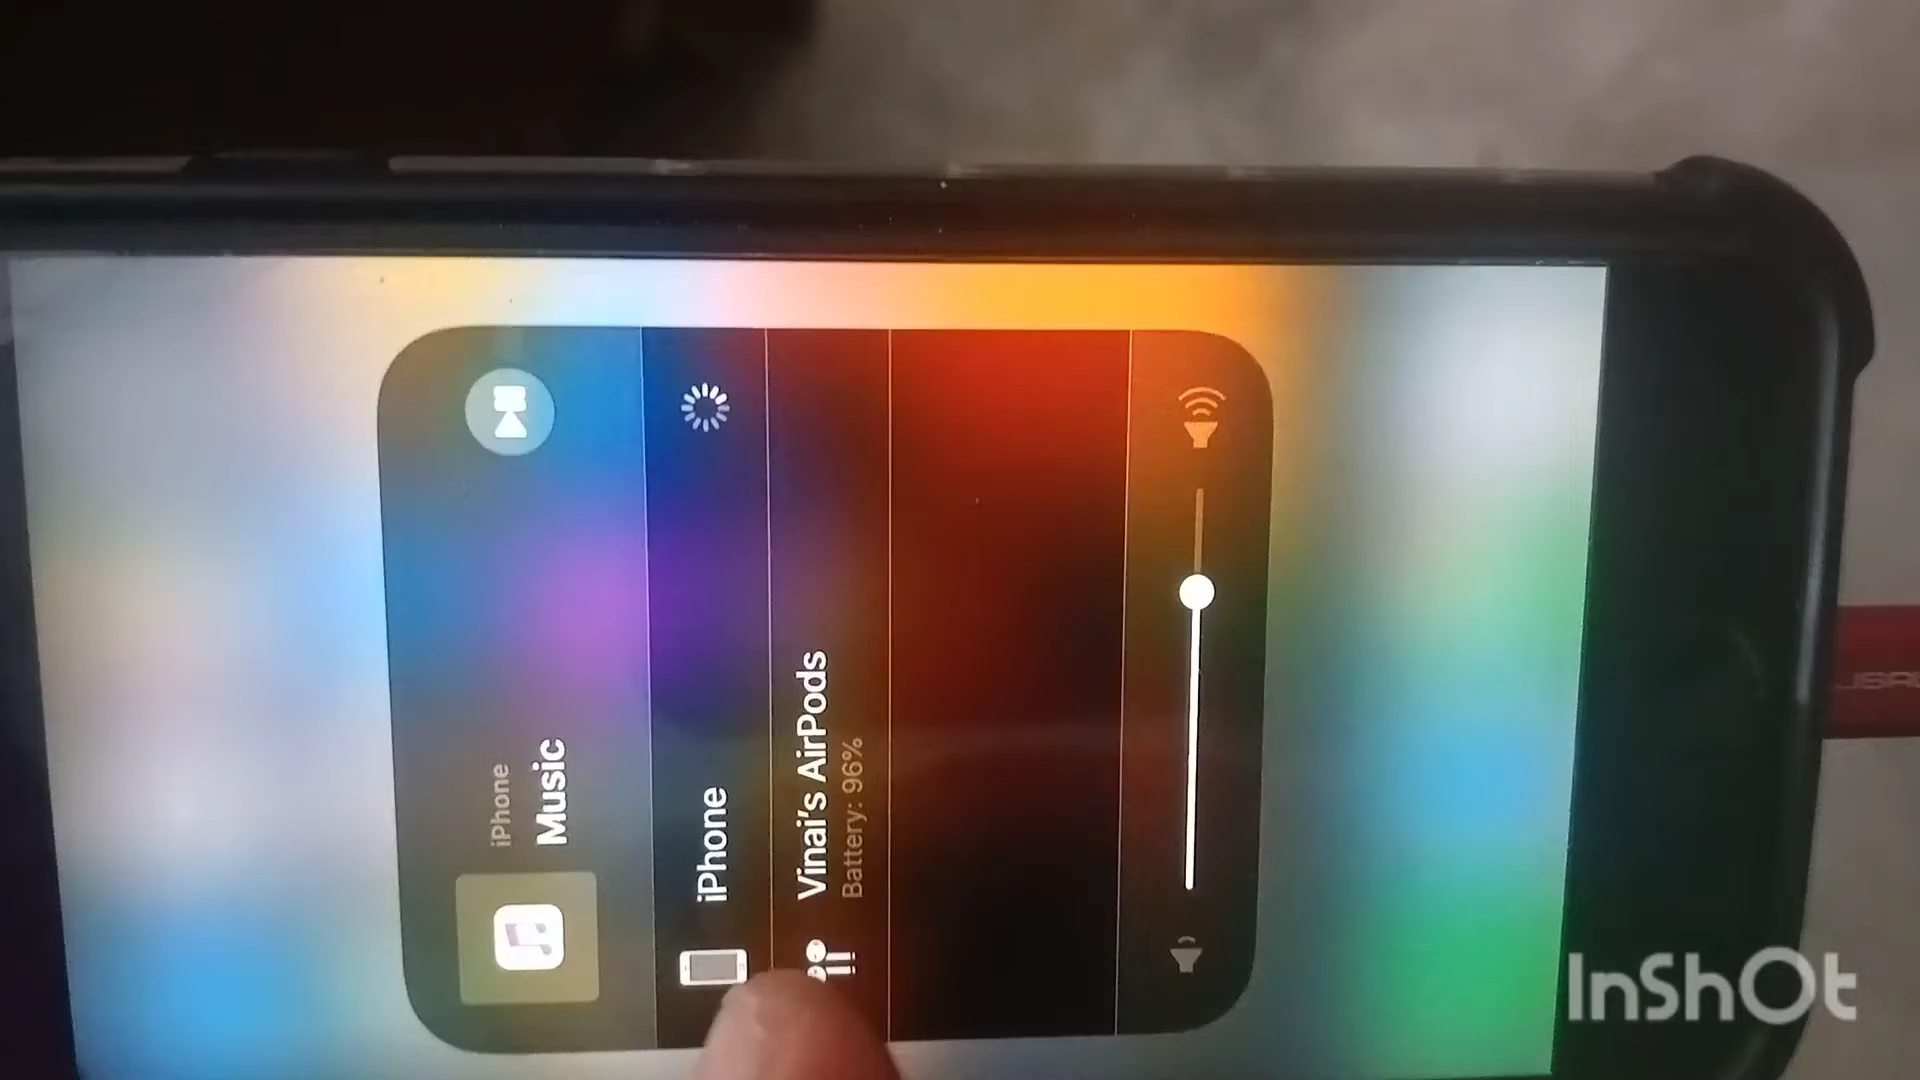 iPhone
Music
iPhone
Vinai's AirPods
Battery: 96%
InShOt